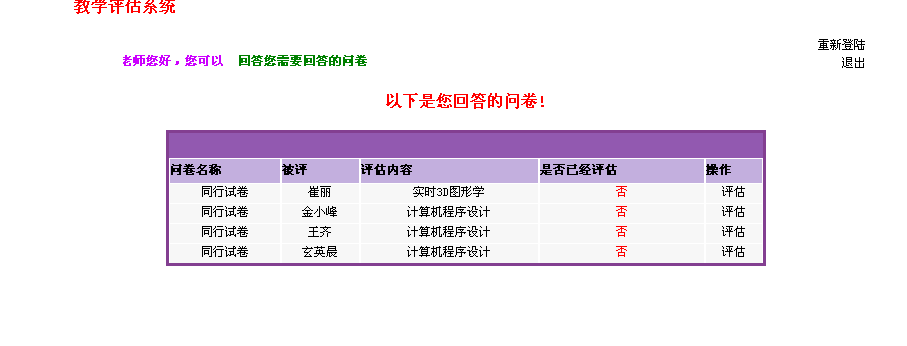 教学评估系统
重新登陆
老师您好，您可以 回答您需要回答的问卷
退出
以下是您回答的问卷!
问卷名称 被评 评估内容 是否已经评估 操作
同行试卷 崔丽 实时3D图形学 否 评估
同行试卷 金小峰 计算机程序设计 否 评估
同行试卷 王齐 计算机程序设计 否 评估
同行试卷 玄英晨 计算机程序设计 否 评估